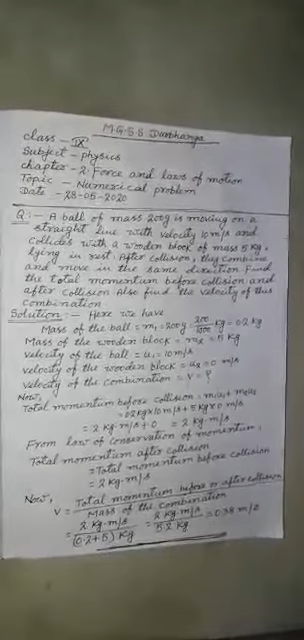 M.G.S.S Darbhanga
class - IX
Subject - physics
chapter - 2. Force and laws of motion
Topic - Numerical problem
Date - 28-05-2020
Q:- A ball of mass 200g is moving on a
straight line with velocity 10 m/s and
collides with a wooden block of mass 5 kg.
lying in rest. After collision, they combine
and move in the same direction. Find
the total momentum before collision and
after collision Also find the velocity of this
combination
Solution:- Here we have
Mass of the ball = m₁ = 200g = 200/1000 kg = 0.2 kg
Mass of the wooden block = m₂ = 5 kg
velocity of the ball = u₁ = 10 m/s
velocity of the wooden block = u₂ = 0 m/s
velocity of the combination = v = ?
Now,
Total momentum before collision = m₁u₁ + m₂u₂
= 0.2 kg x 10 m/s + 5 kg x 0 m/s
= 2 kg.m/s + 0 = 2 kg.m/s
From law of conservation of momentum,
Total momentum after collision
= Total momentum before collision
= 2 kg.m/s
Now, Total momentum before or after collision
V = Mass of the combination
= 2 kg.m/s / (0.2+5) kg = 2 kg.m/s / 5.2 kg = 0.38 m/s